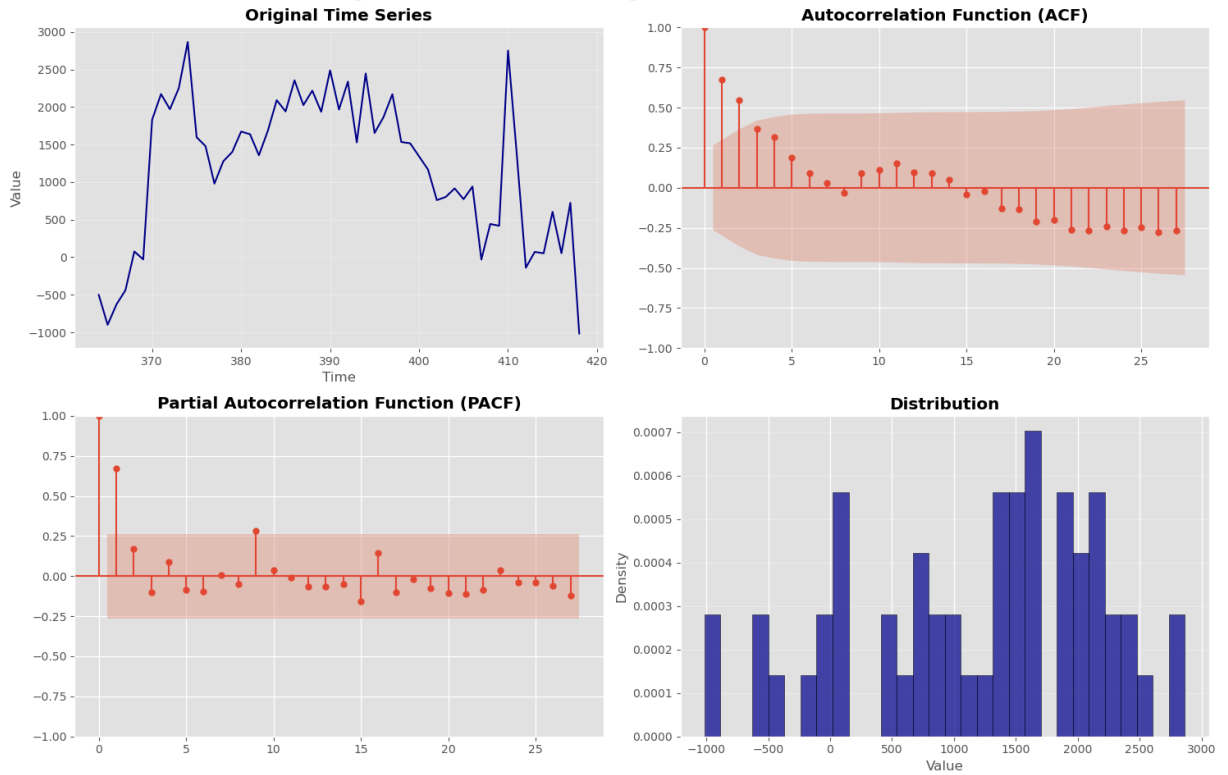 Original Time Series
Value
3000
2500
2000
1500
1000
500
0
−500
−1000
370 380 390 400 410 420
Time
Autocorrelation Function (ACF)
1.00
0.75
0.50
0.25
0.00
−0.25
−0.50
−0.75
−1.00
0 5 10 15 20 25
Partial Autocorrelation Function (PACF)
1.00
0.75
0.50
0.25
0.00
−0.25
−0.50
−0.75
−1.00
0 5 10 15 20 25
Distribution
Density
0.0007
0.0006
0.0005
0.0004
0.0003
0.0002
0.0001
0.0000
−1000 −500 0 500 1000 1500 2000 2500 3000
Value